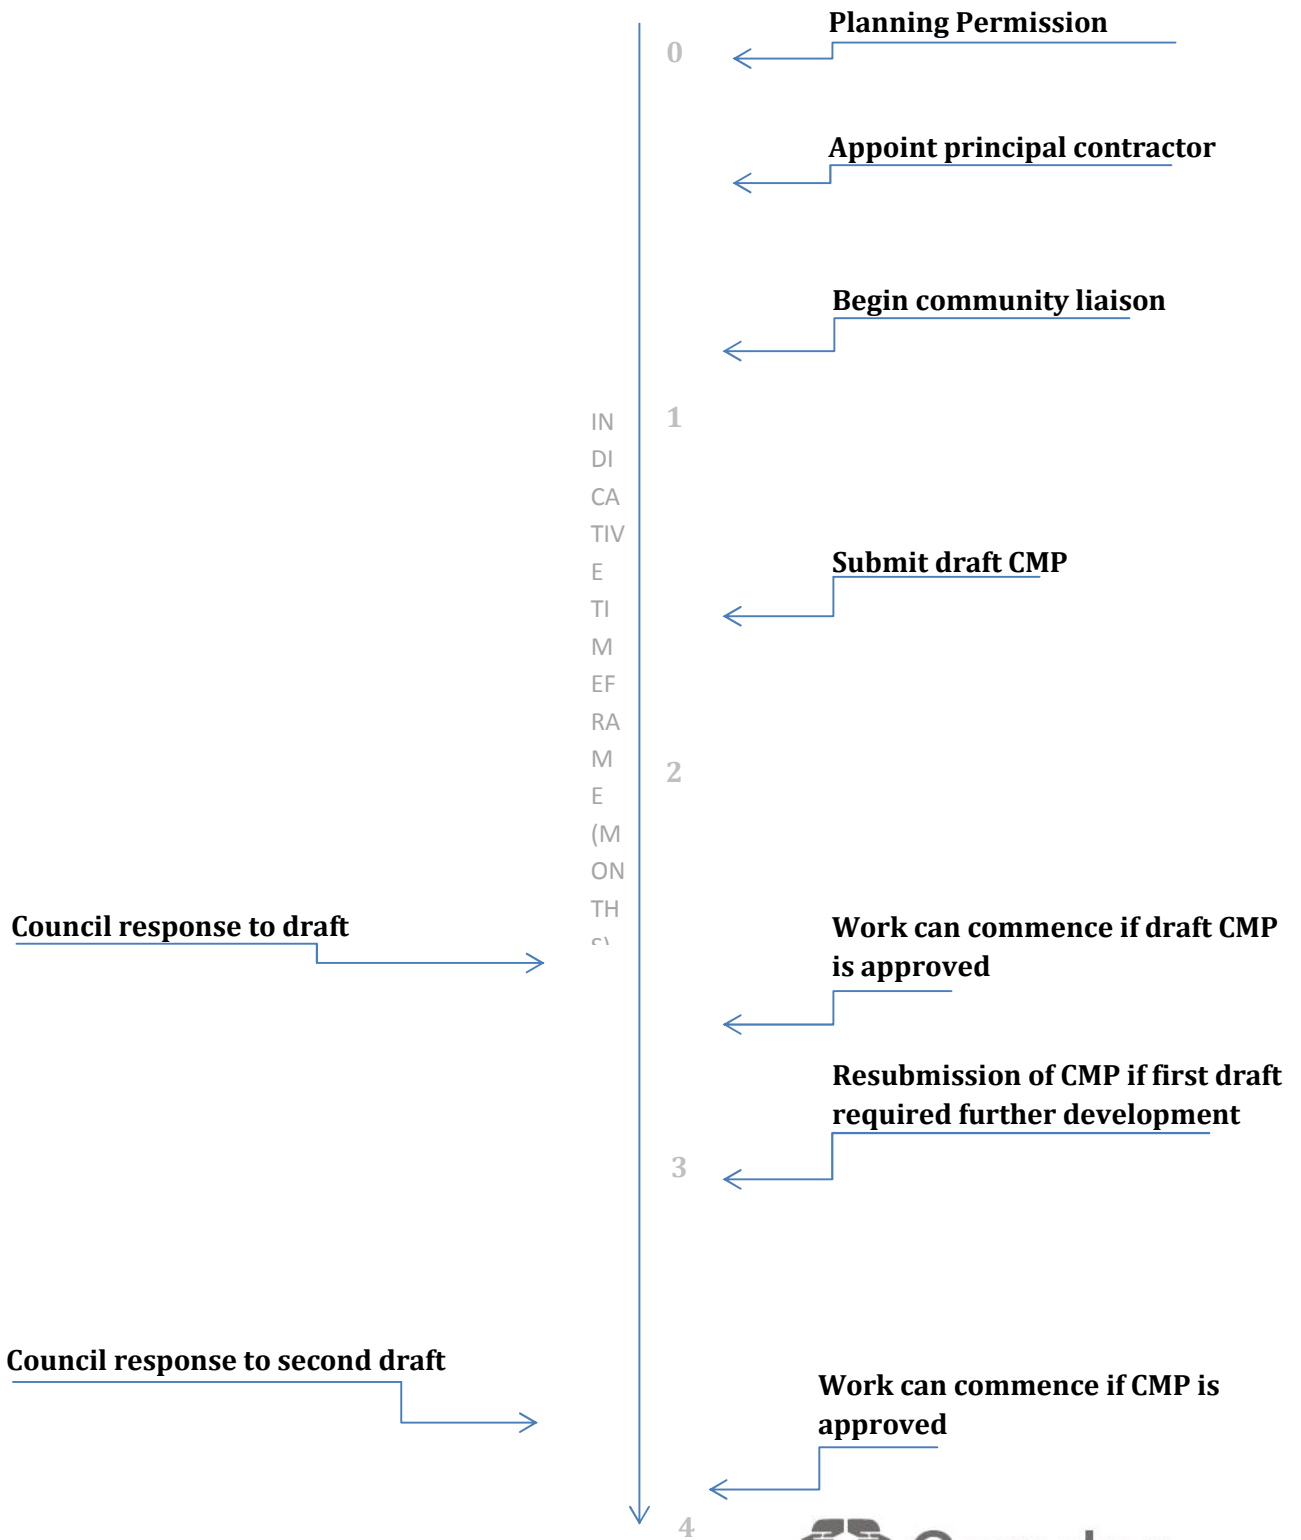 Planning Permission
0
Appoint principal contractor
Begin community liaison
1
IN
DI
CA
TIV
E
TI
M
EF
RA
M
E
(M
ON
TH
S)
Submit draft CMP
2
Council response to draft
Work can commence if draft CMP
is approved
Resubmission of CMP if first draft
required further development
3
Council response to second draft
Work can commence if CMP is
approved
4